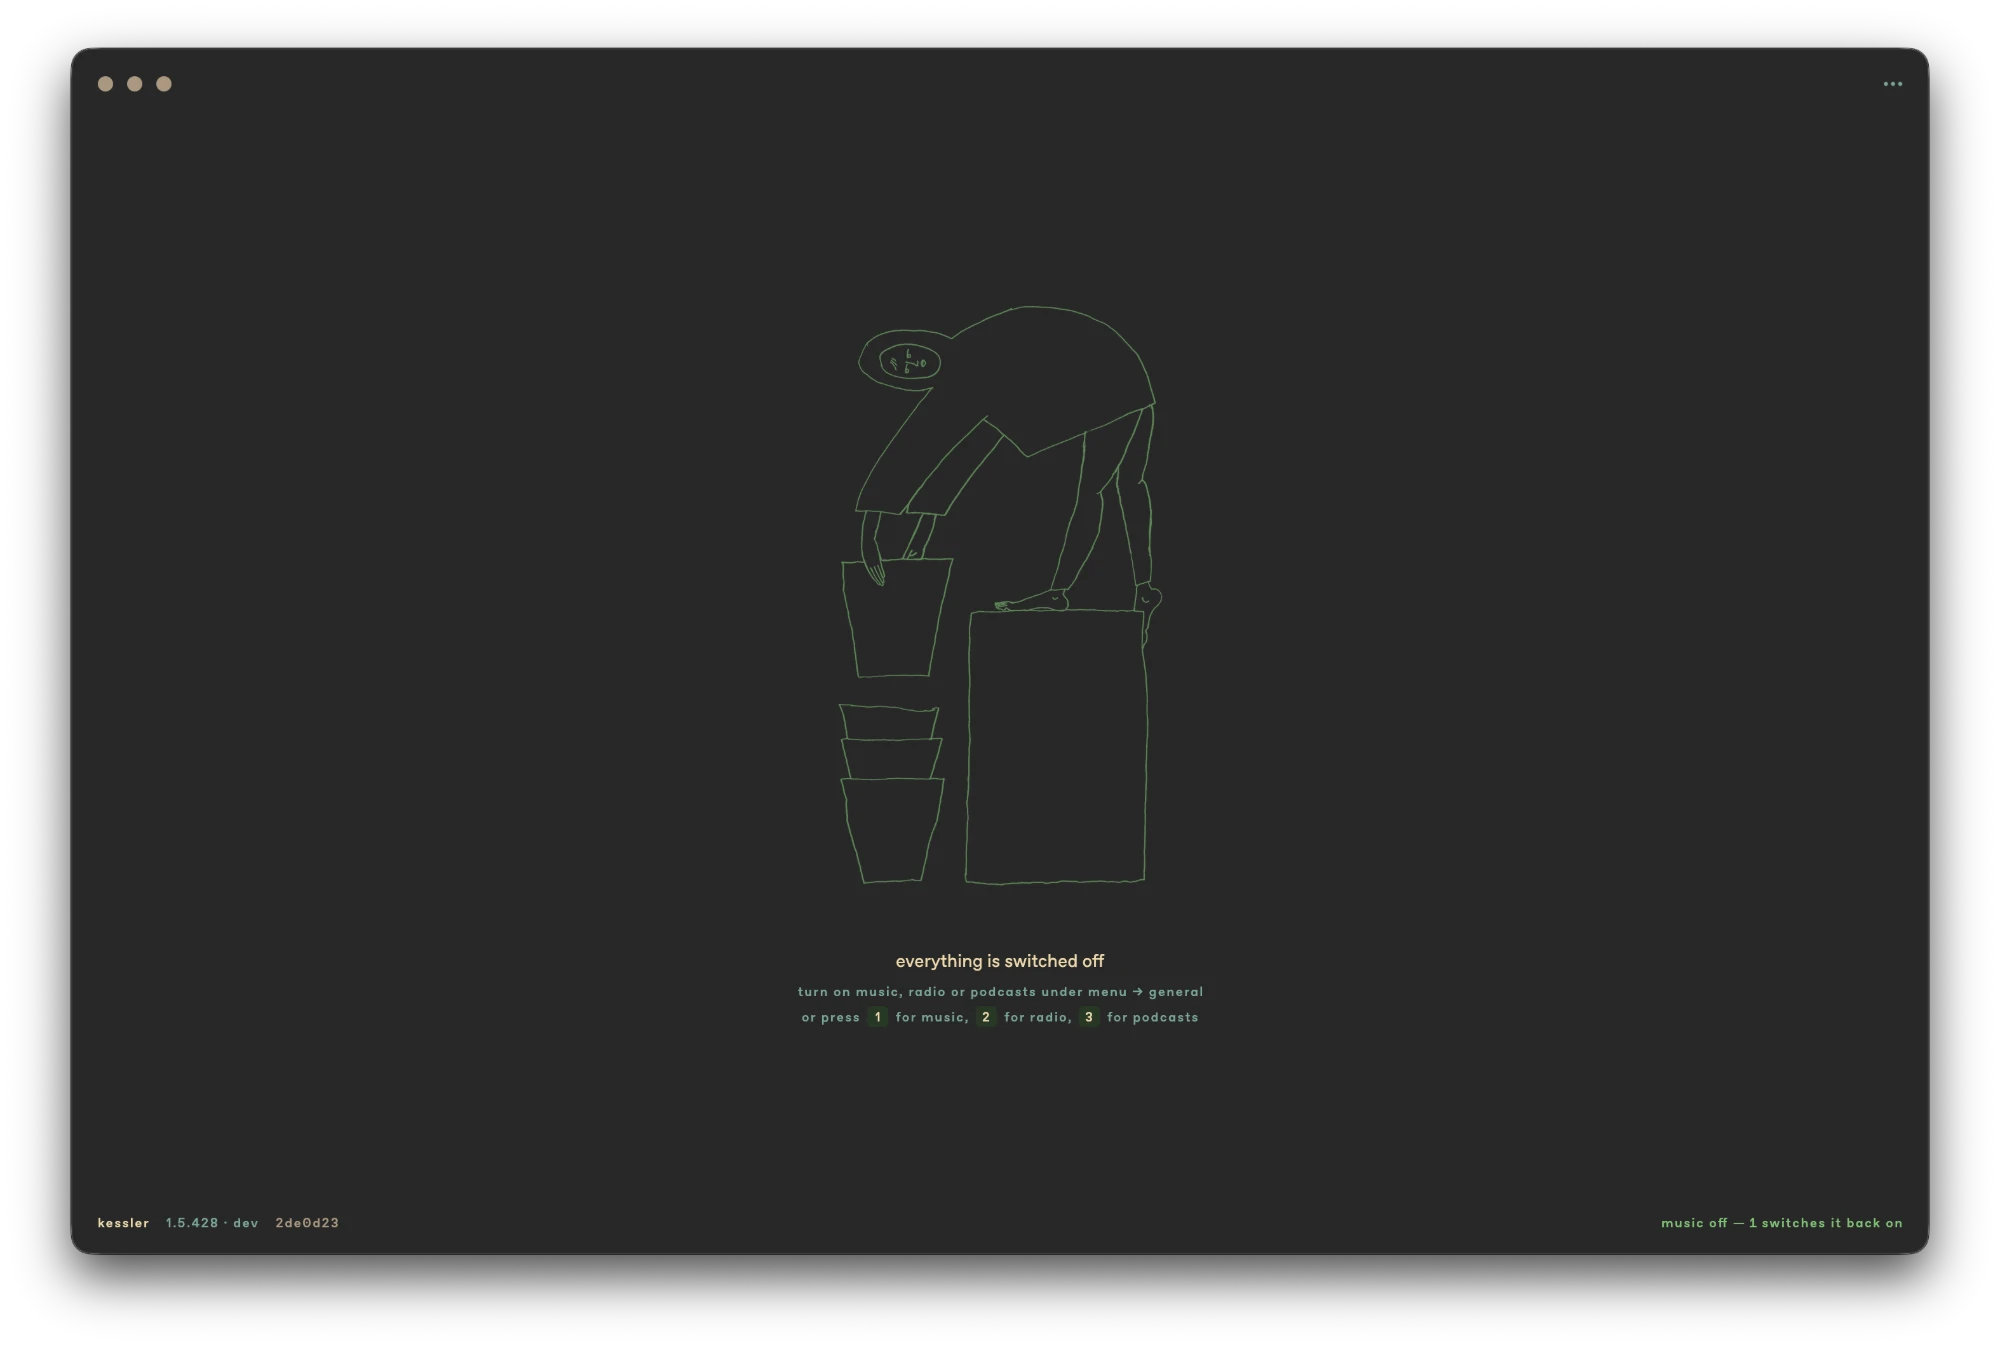 everything is switched off
turn on music, radio or podcasts under menu → general
or press 1 for music, 2 for radio, 3 for podcasts
kessler 1.5.428 · dev 2de0d23
music off — 1 switches it back on